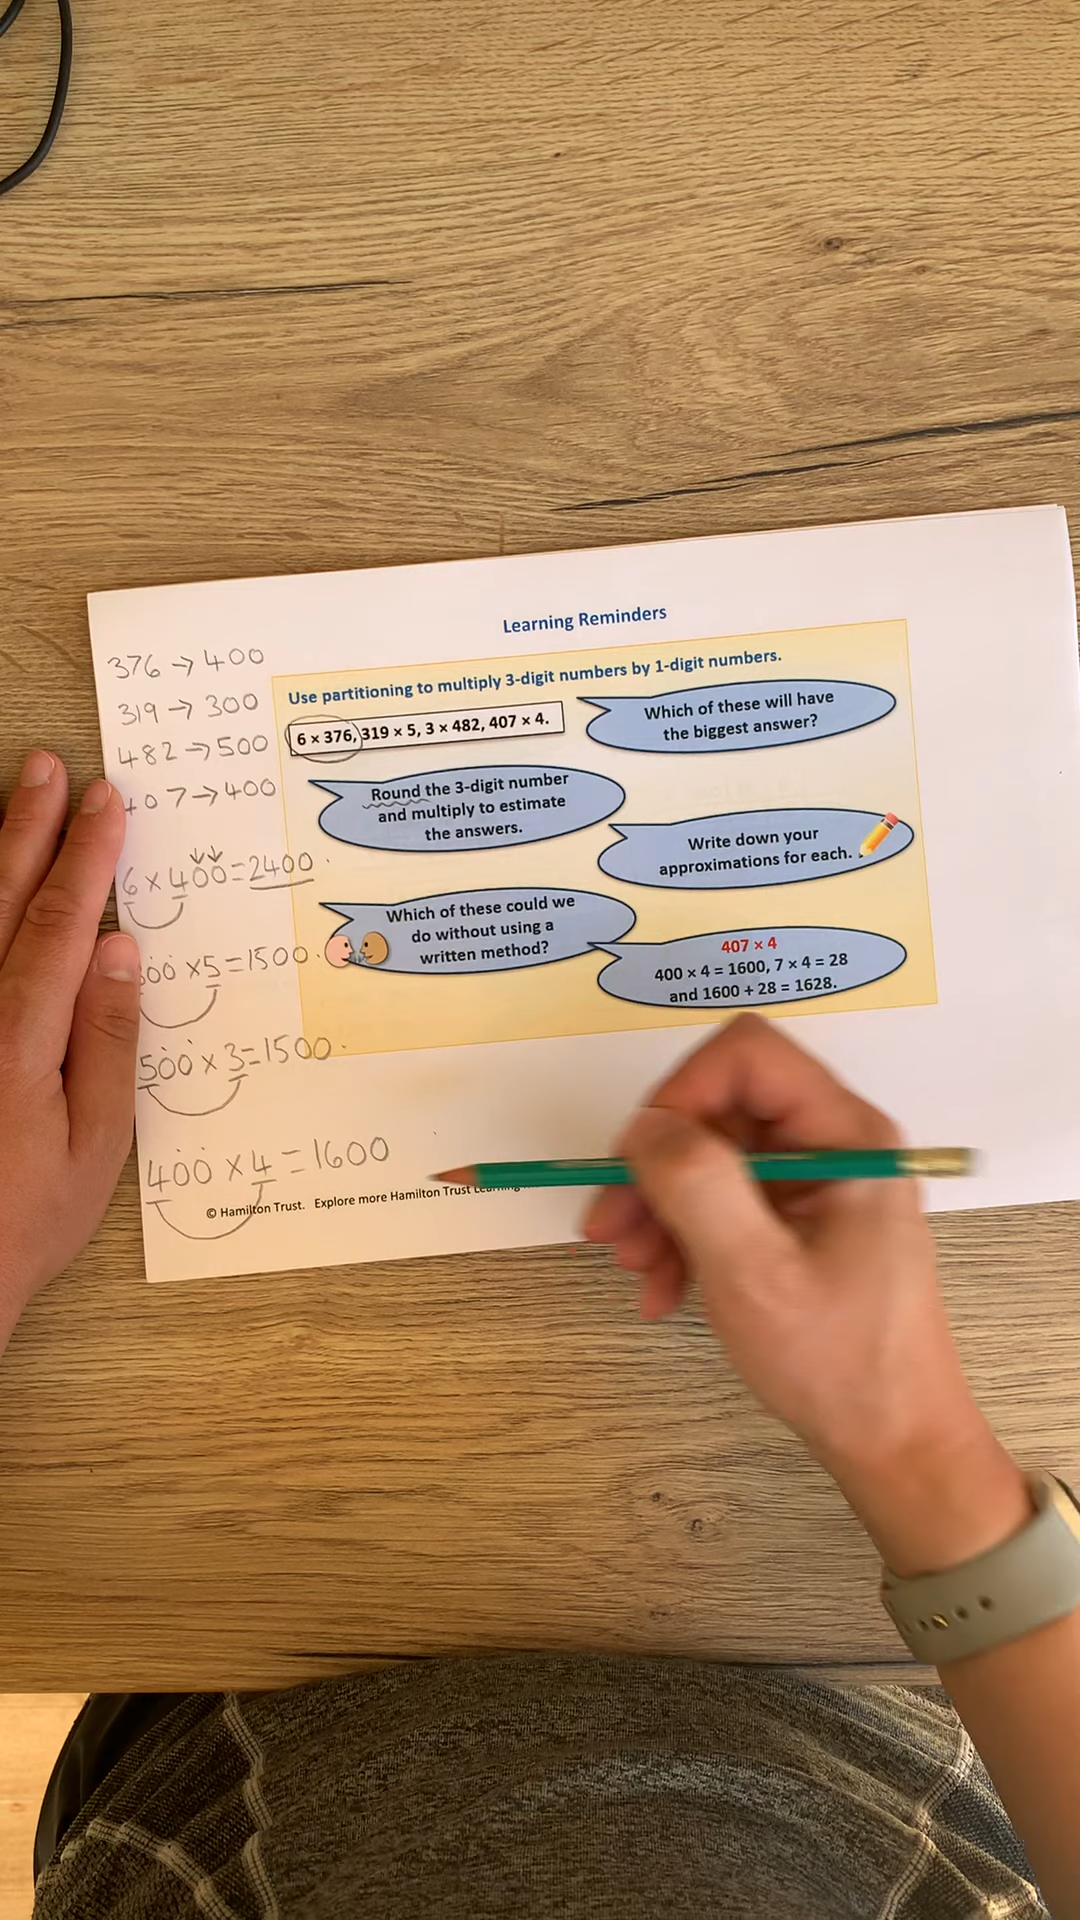 Learning Reminders
Use partitioning to multiply 3-digit numbers by 1-digit numbers.
6 × 376, 319 × 5, 3 × 482, 407 × 4.
Which of these will have
the biggest answer?
Round the 3-digit number
and multiply to estimate
the answers.
Write down your
approximations for each.
Which of these could we
do without using a
written method?
407 × 4
400 × 4 = 1600, 7 × 4 = 28
and 1600 + 28 = 1628.
376 → 400
319 → 300
482 → 500
407 → 400
6 × 400 = 2400
00 × 5 = 1500
500 × 3 = 1500
400 × 4 = 1600
© Hamilton Trust. Explore more Hamilton Trust